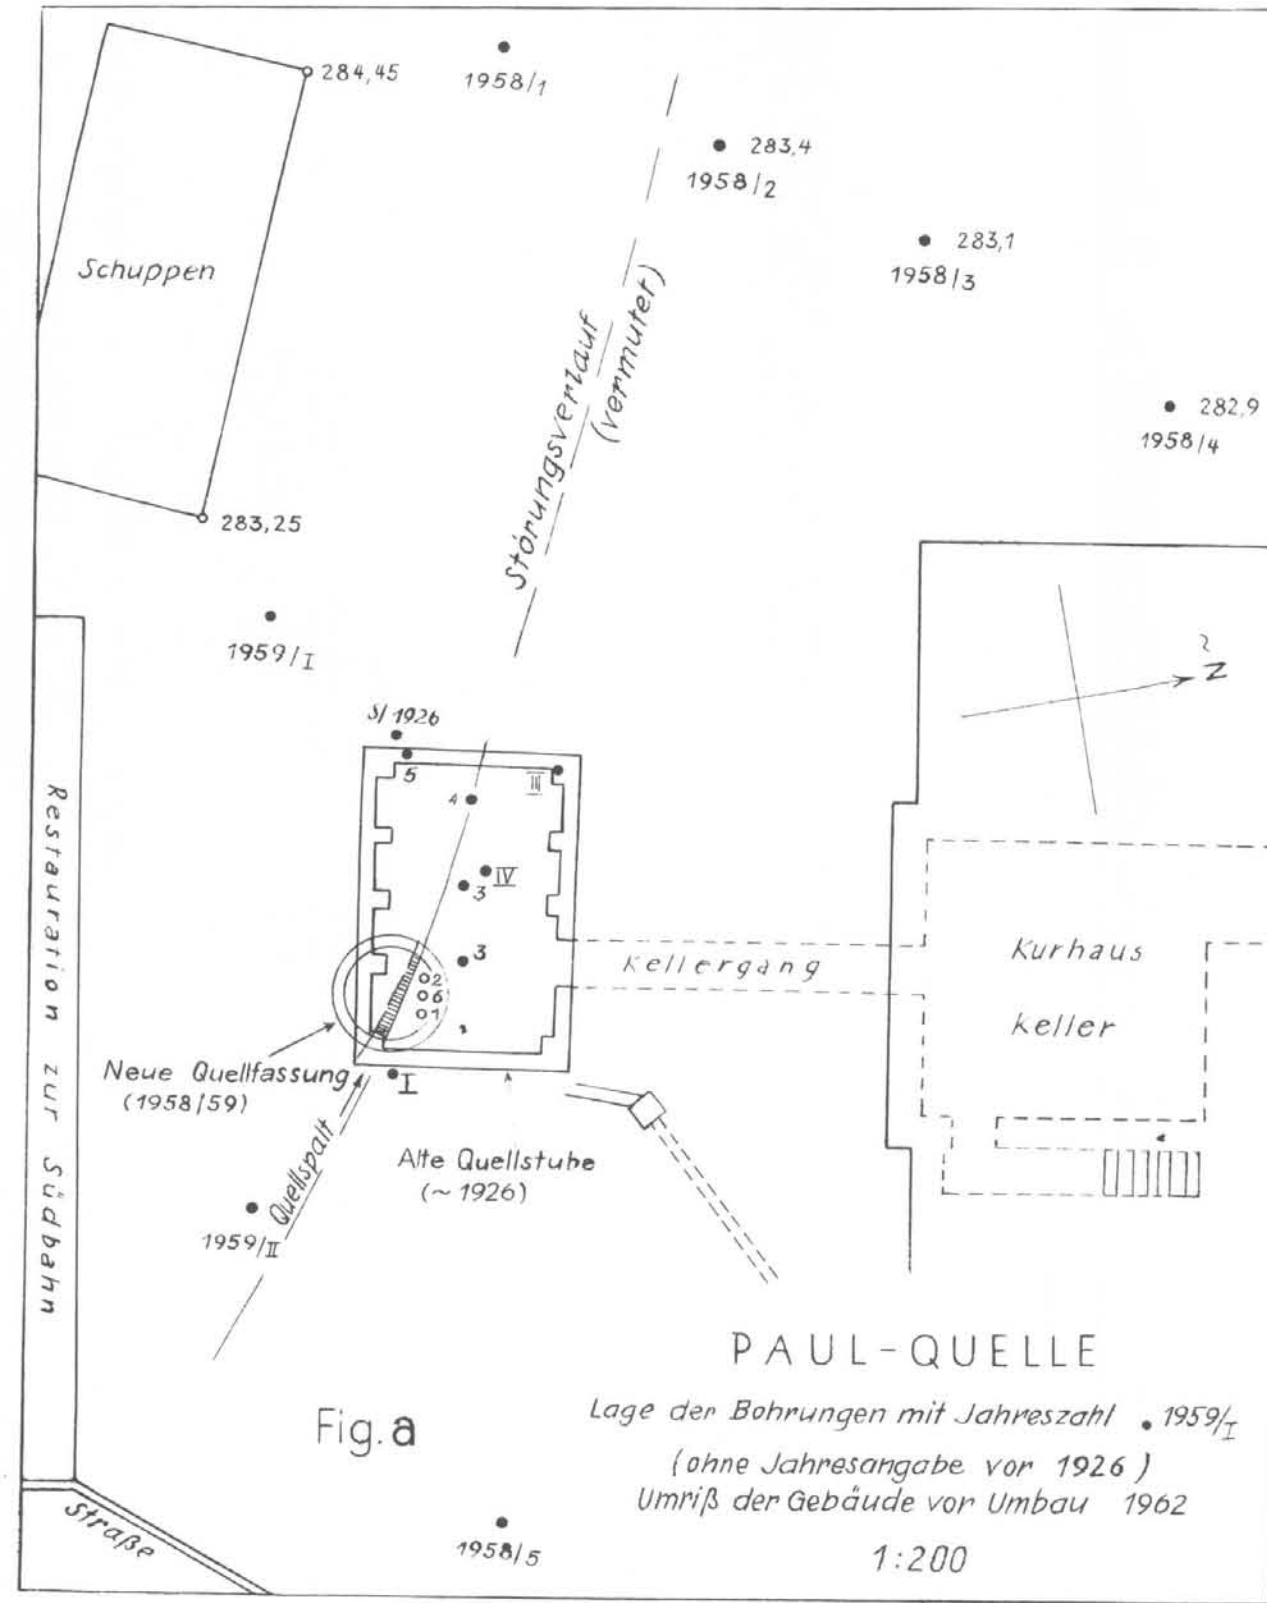 284,45
1958/1
283,4
1958/2
283,1
1958/3
Schuppen
Störungsverlauf
(vermutet)
282,9
1958/4
283,25
1959/I
N
S/1926
5
III
4
IV
3
3
2
6
1
Kellergang
Kurhaus
Keller
Restauration zur Südbahn
Neue Quellfassung
(1958/59)
I
Quellspalt
Alte Quellstube
(~1926)
1959/II
PAUL-QUELLE
Fig. a
Lage der Bohrungen mit Jahreszahl • 1959/I
(ohne Jahresangabe vor 1926)
Umriß der Gebäude vor Umbau 1962
Straße
1958/5
1:200